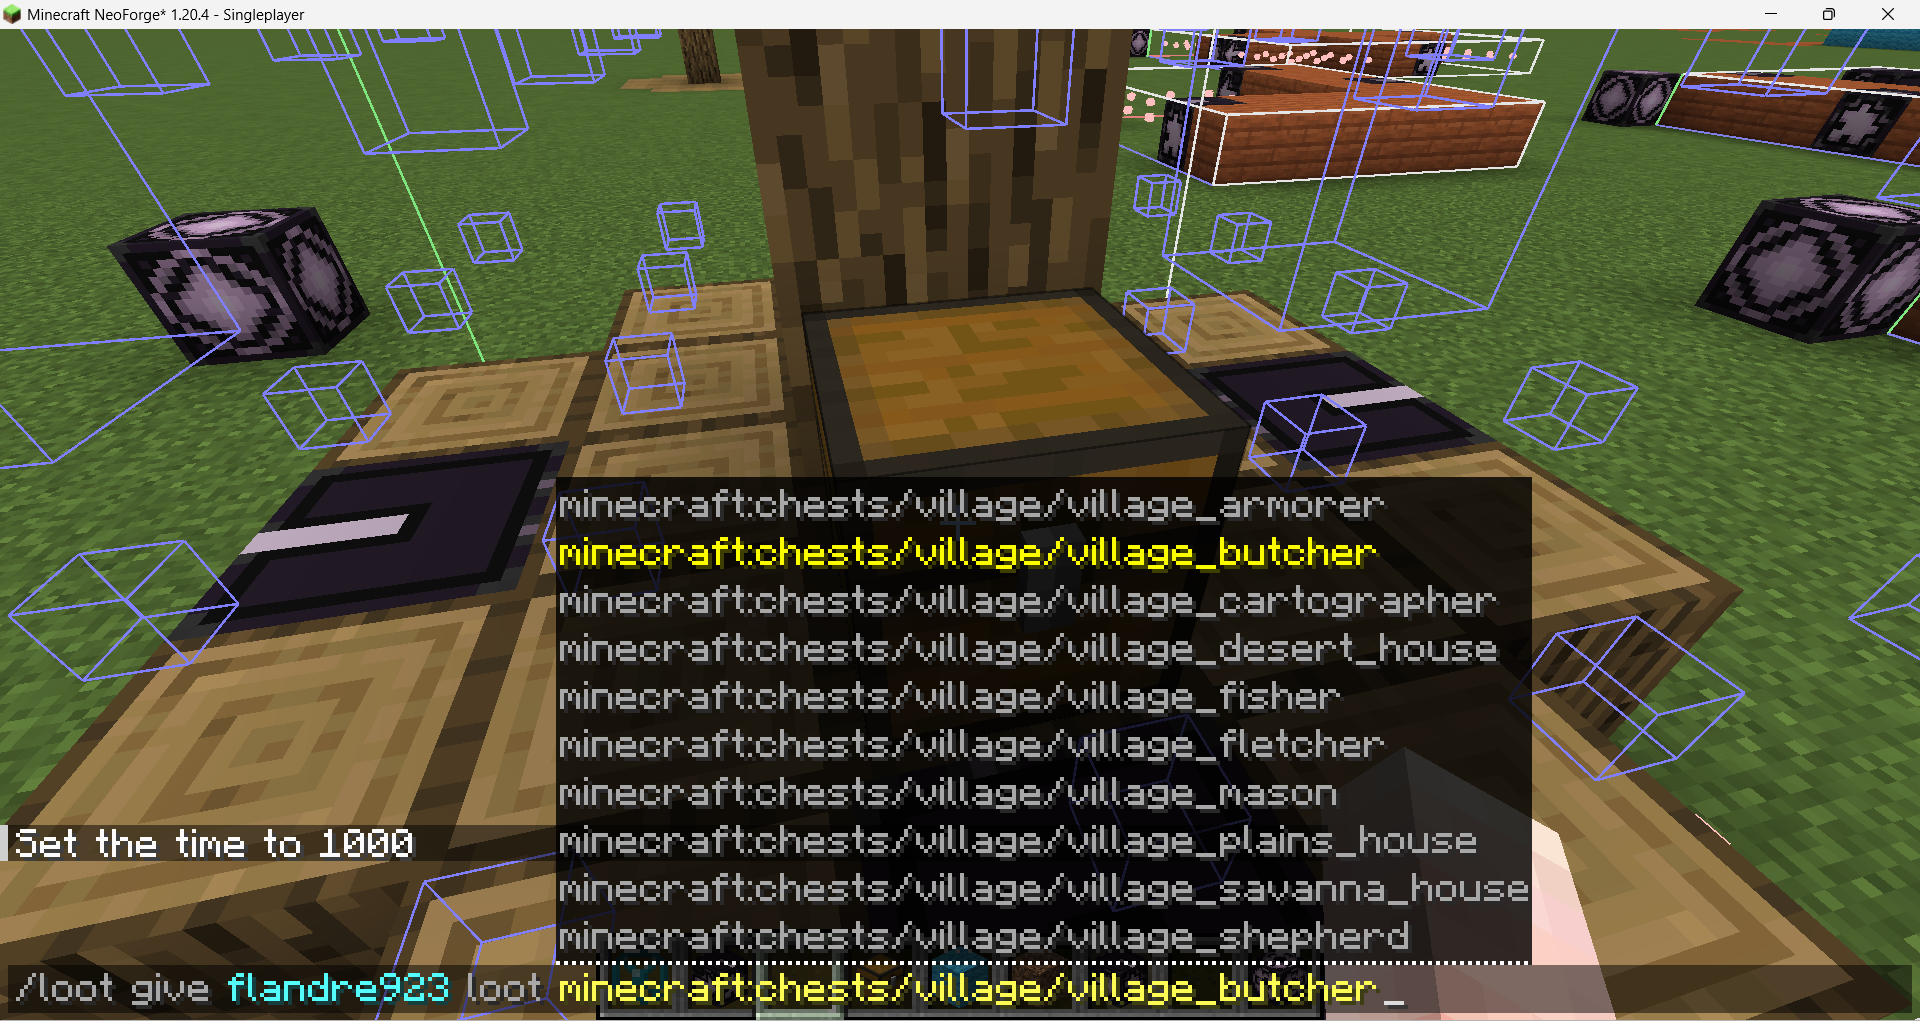 Minecraft NeoForge* 1.20.4 - Singleplayer
minecraft:chests/village/village_armorer
minecraft:chests/village/village_butcher
minecraft:chests/village/village_cartographer
minecraft:chests/village/village_desert_house
minecraft:chests/village/village_fisher
minecraft:chests/village/village_fletcher
minecraft:chests/village/village_mason
minecraft:chests/village/village_plains_house
minecraft:chests/village/village_savanna_house
minecraft:chests/village/village_shepherd
Set the time to 1000
/loot give flandre923 loot minecraft:chests/village/village_butcher_